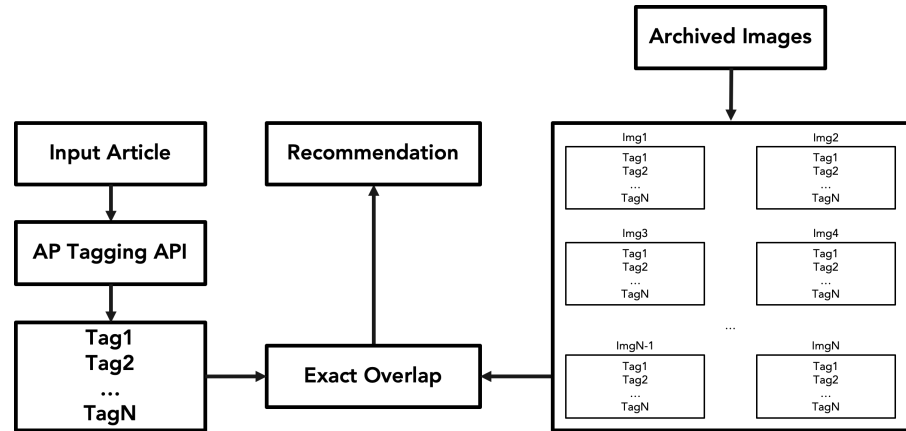 Archived Images
Input Article
Recommendation
AP Tagging API
Tag1
Tag2
...
TagN
Exact Overlap
Img1
Tag1
Tag2
...
TagN
Img2
Tag1
Tag2
...
TagN
Img3
Tag1
Tag2
...
TagN
Img4
Tag1
Tag2
...
TagN
...
ImgN-1
Tag1
Tag2
...
TagN
ImgN
Tag1
Tag2
...
TagN